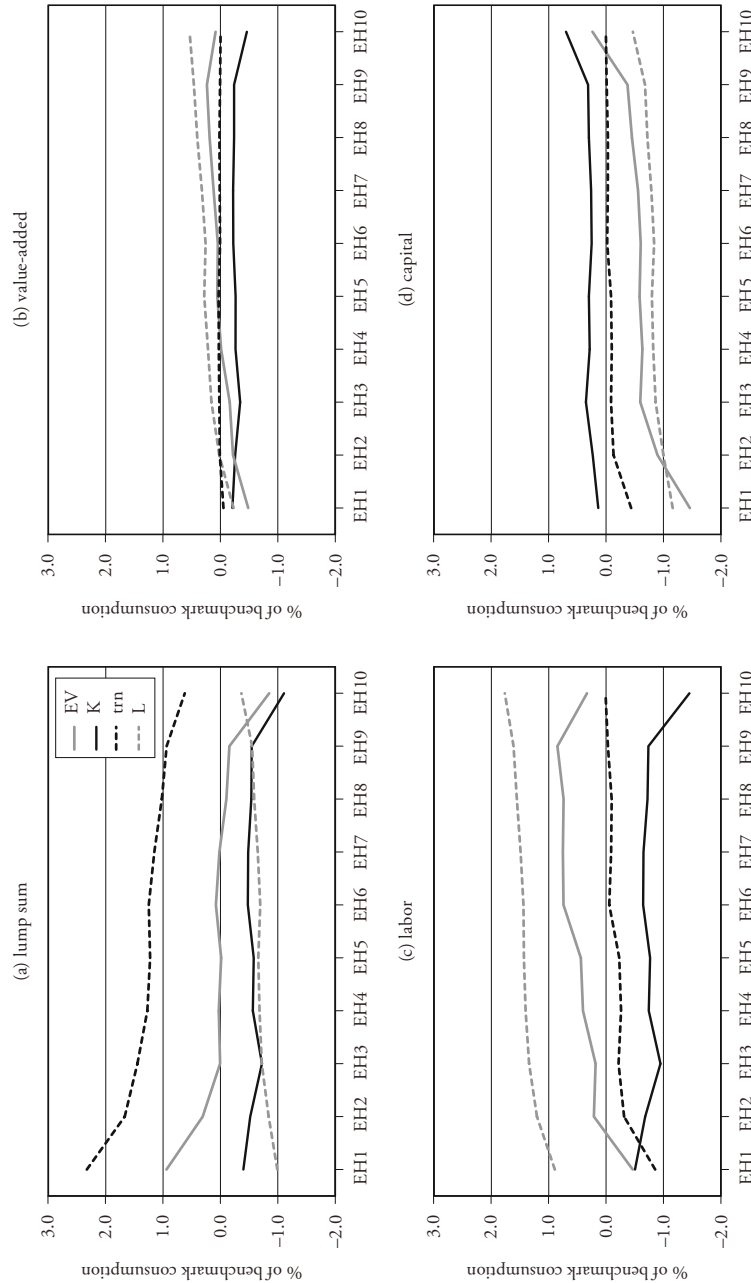 (a) lump sum
% of benchmark consumption
3.0
2.0
1.0
0.0
−1.0
−2.0
EH1 EH2 EH3 EH4 EH5 EH6 EH7 EH8 EH9 EH10
EV
K
trn
L
(b) value-added
% of benchmark consumption
3.0
2.0
1.0
0.0
−1.0
−2.0
EH1 EH2 EH3 EH4 EH5 EH6 EH7 EH8 EH9 EH10
(c) labor
% of benchmark consumption
3.0
2.0
1.0
0.0
−1.0
−2.0
EH1 EH2 EH3 EH4 EH5 EH6 EH7 EH8 EH9 EH10
(d) capital
% of benchmark consumption
3.0
2.0
1.0
0.0
−1.0
−2.0
EH1 EH2 EH3 EH4 EH5 EH6 EH7 EH8 EH9 EH10